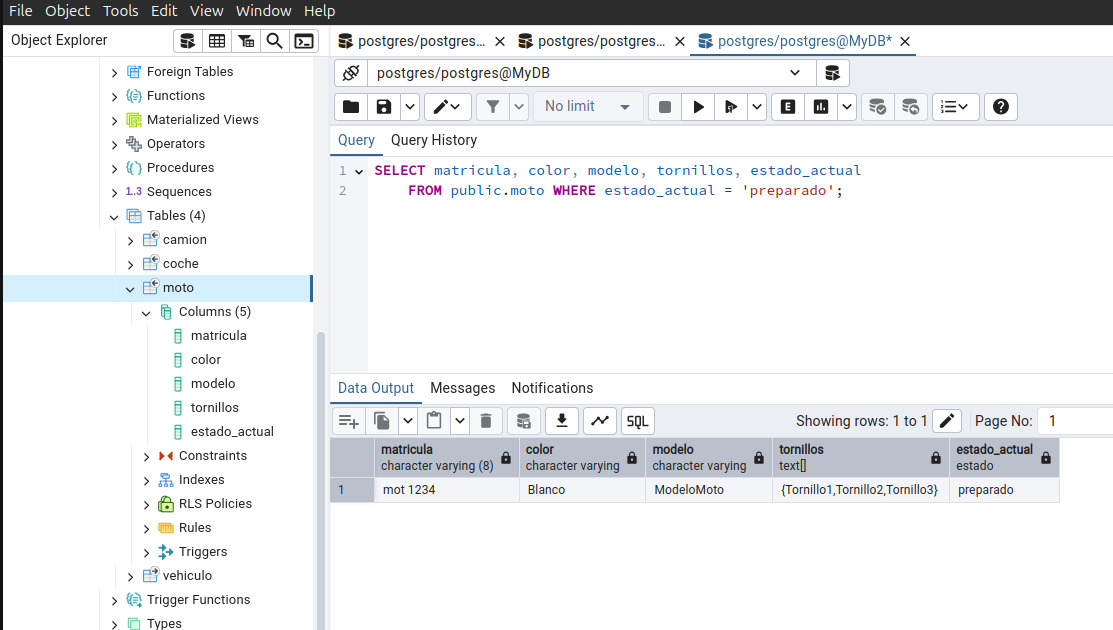 File Object Tools Edit View Window Help
Object Explorer
postgres/postgres... postgres/postgres... postgres/postgres@MyDB*
postgres/postgres@MyDB
No limit
Query Query History
1 SELECT matricula, color, modelo, tornillos, estado_actual
2 FROM public.moto WHERE estado_actual = 'preparado';
Foreign Tables
Functions
Materialized Views
Operators
Procedures
1.3 Sequences
Tables (4)
camion
coche
moto
Columns (5)
matricula
color
modelo
tornillos
estado_actual
Constraints
Indexes
RLS Policies
Rules
Triggers
vehiculo
Trigger Functions
Types
Data Output Messages Notifications
SQL Showing rows: 1 to 1 Page No: 1
matricula color modelo tornillos estado_actual
character varying (8) character varying character varying text[] estado
1 mot 1234 Blanco ModeloMoto {Tornillo1,Tornillo2,Tornillo3} preparado